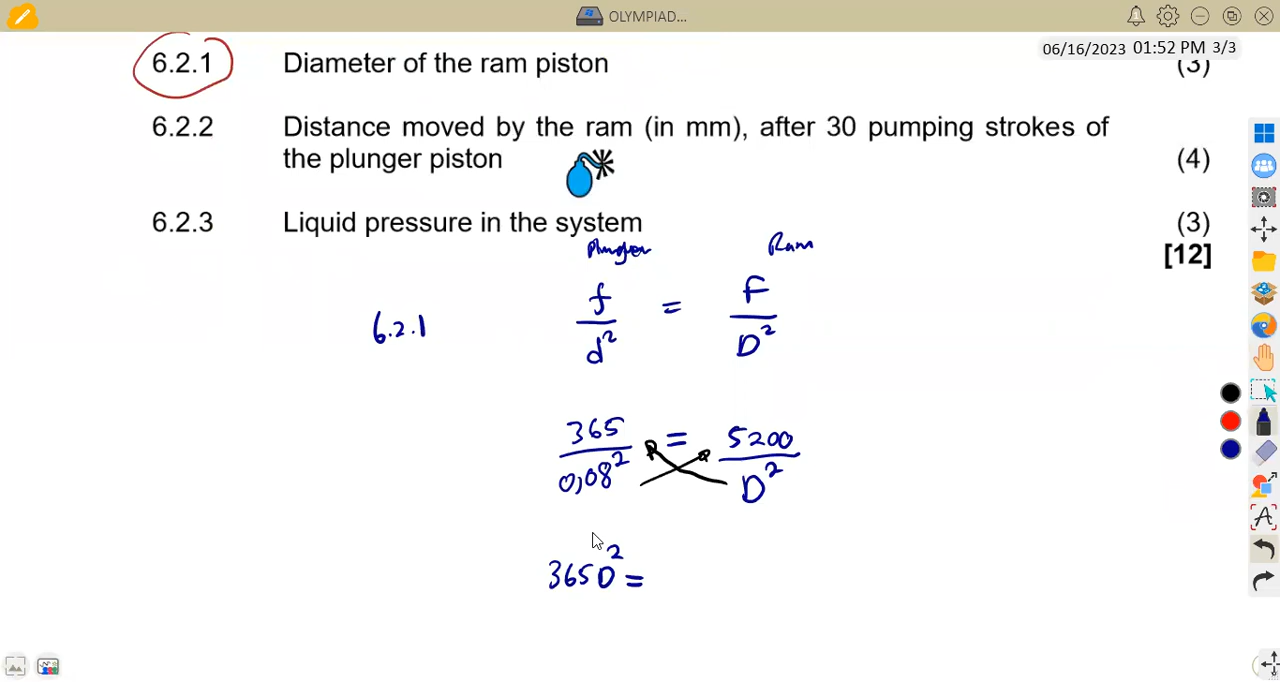 OLYMPIAD...
06/16/2023 01:52 PM 3/3
6.2.1 Diameter of the ram piston (3)
6.2.2 Distance moved by the ram (in mm), after 30 pumping strokes of
the plunger piston (4)
6.2.3 Liquid pressure in the system (3)
[12]
Plunger Ram
6.2.1 f/d² = F/D²
365/0,08² = 5200/D²
365D² =